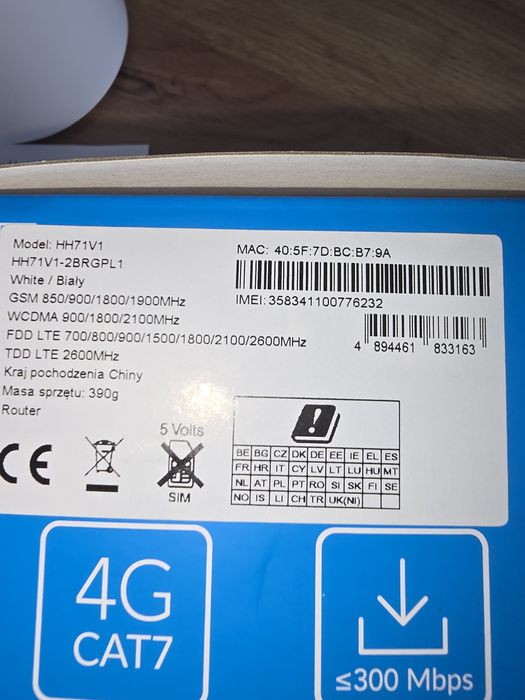 Model: HH71V1
HH71V1-2BRGPL1
White / Biały
GSM 850/900/1800/1900MHz
WCDMA 900/1800/2100MHz
FDD LTE 700/800/900/1500/1800/2100/2600MHz
TDD LTE 2600MHz
Kraj pochodzenia Chiny
Masa sprzętu: 390g
Router
MAC: 40:5F:7D:BC:B7:9A
IMEI: 358341100776232
4 894461 833163
CE
5 Volts
SIM
!
BE BG CZ DK DE EE IE EL ES
FR HR IT CY LV LT LU HU MT
NL AT PL PT RO SI SK FI SE
NO IS LI CH TR UK(NI)
4G
CAT7
≤300 Mbps